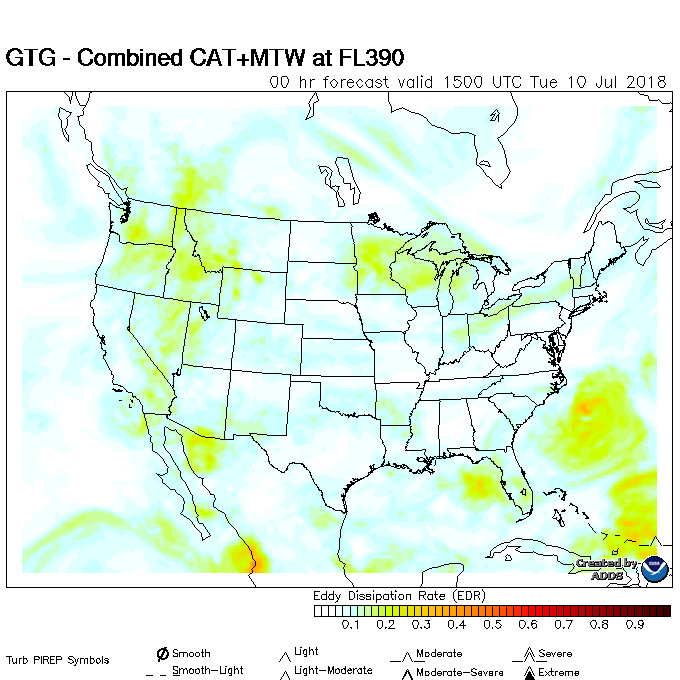 GTG - Combined CAT+MTW at FL390
00 hr forecast valid 1500 UTC Tue 10 Jul 2018
Created by
ADDS
Eddy Dissipation Rate (EDR)
0.1 0.2 0.3 0.4 0.5 0.6 0.7 0.8 0.9
Turb PIREP Symbols
Smooth Light Moderate Severe
Smooth-Light Light-Moderate Moderate-Severe Extreme